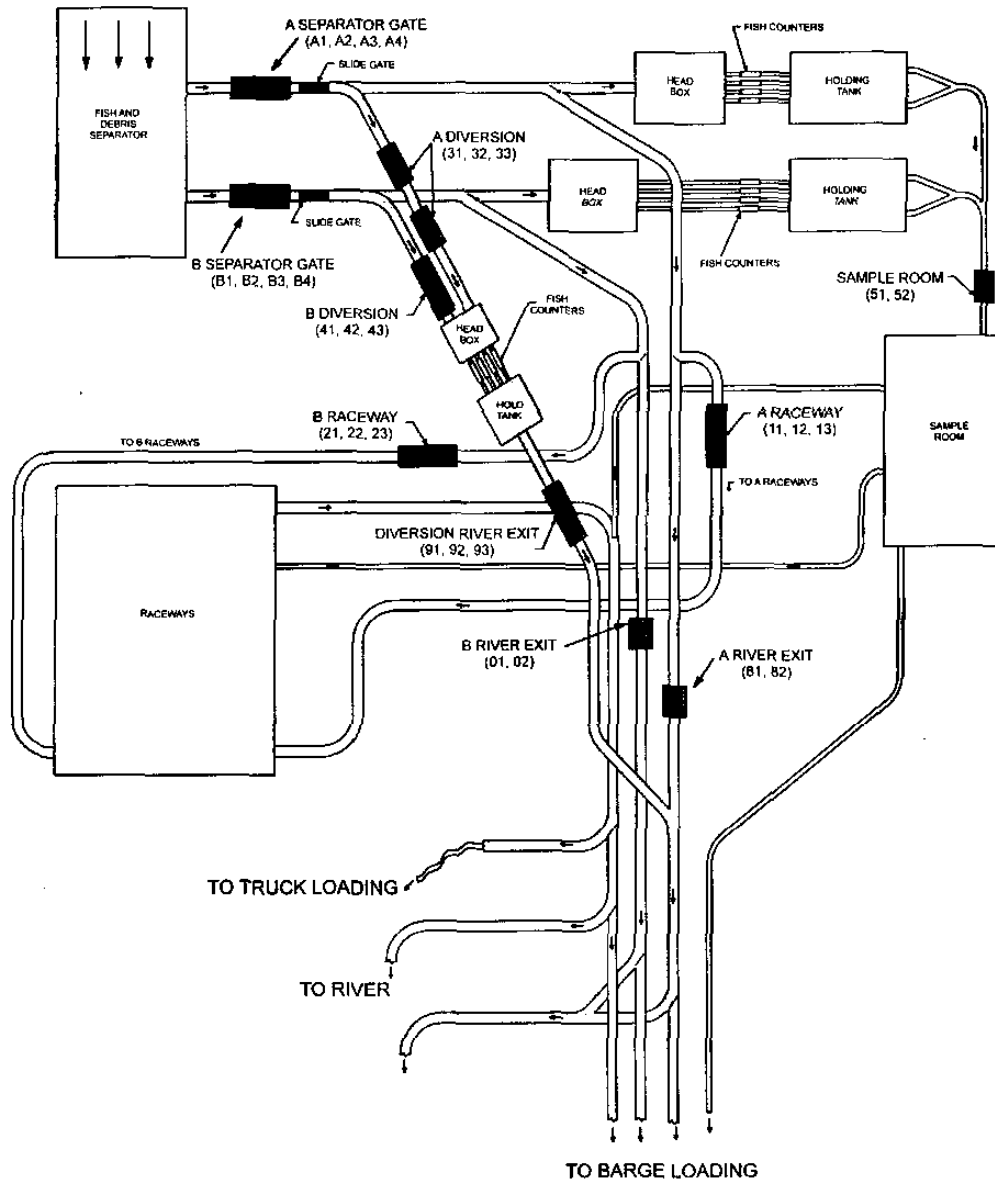 A SEPARATOR GATE
(A1, A2, A3, A4)
SLIDE GATE
FISH COUNTERS
FISH AND
DEBRIS
SEPARATOR
HEAD
BOX
HOLDING
TANK
A DIVERSION
(31, 32, 33)
HEAD
BOX
HOLDING
TANK
SLIDE GATE
FISH COUNTERS
B SEPARATOR GATE
(B1, B2, B3, B4)
SAMPLE ROOM
(51, 52)
B DIVERSION
(41, 42, 43)
FISH
COUNTERS
HEAD
BOX
HOLD
TANK
B RACEWAY
(21, 22, 23)
A RACEWAY
(11, 12, 13)
SAMPLE
ROOM
TO B RACEWAYS
TO A RACEWAYS
DIVERSION RIVER EXIT
(91, 92, 93)
RACEWAYS
B RIVER EXIT
(01, 02)
A RIVER EXIT
(81, 82)
TO TRUCK LOADING
TO RIVER
TO BARGE LOADING